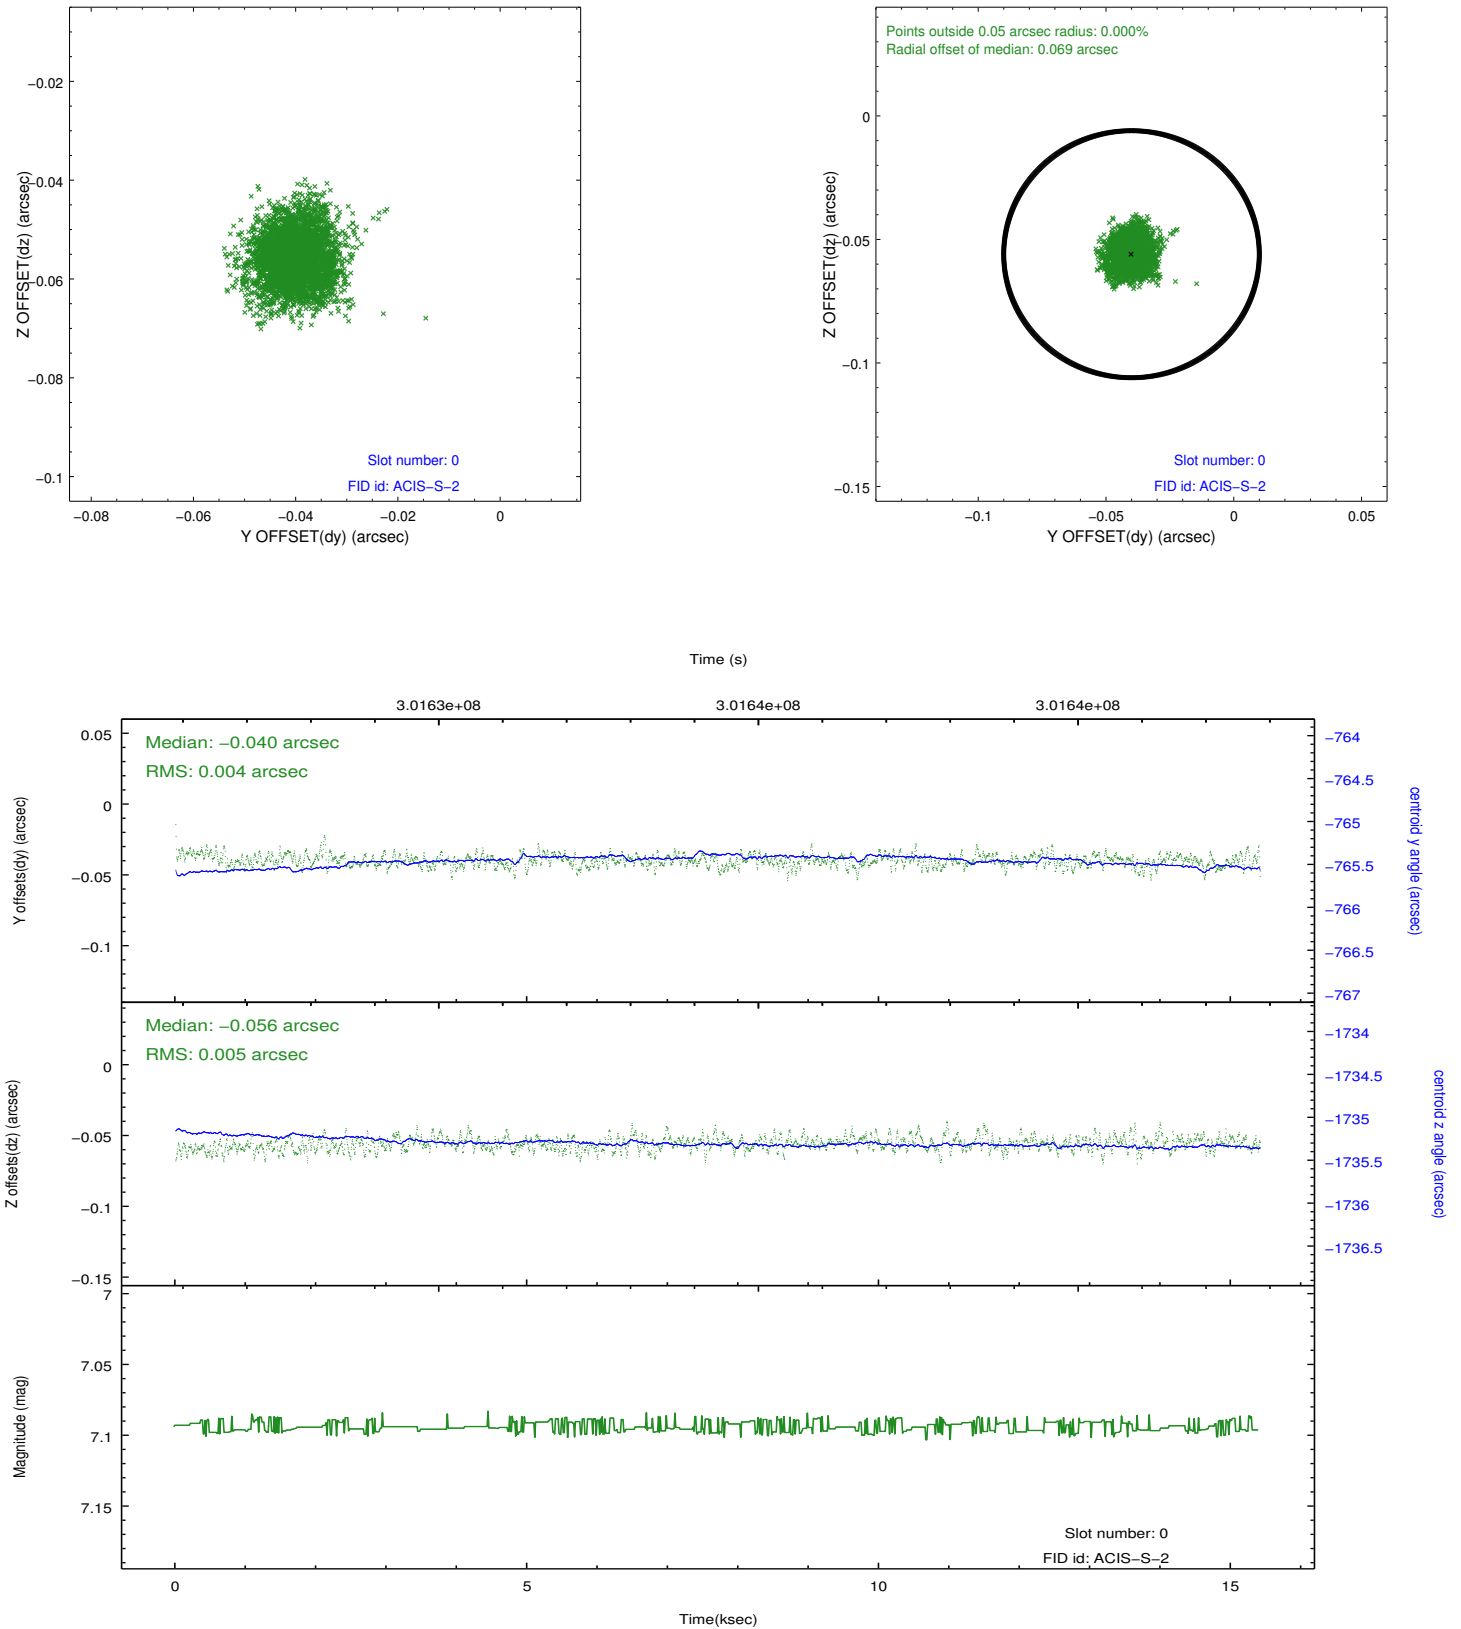 −0.02
−0.04
−0.06
−0.08
−0.1
Z OFFSET(dz) (arcsec)
Slot number: 0
FID id: ACIS−S−2
−0.08
−0.06
−0.04
−0.02
0
Y OFFSET(dy) (arcsec)
Points outside 0.05 arcsec radius: 0.000%
Radial offset of median: 0.069 arcsec
0
−0.05
−0.1
−0.15
Z OFFSET(dz) (arcsec)
Slot number: 0
FID id: ACIS−S−2
−0.1
−0.05
0
0.05
Y OFFSET(dy) (arcsec)
Time (s)
3.0163e+08
3.0164e+08
3.0164e+08
Median: −0.040 arcsec
RMS: 0.004 arcsec
0.05
0
−0.05
−0.1
Y offsets(dy) (arcsec)
−764
−764.5
−765
−765.5
−766
−766.5
−767
centroid y angle (arcsec)
Median: −0.056 arcsec
RMS: 0.005 arcsec
0
−0.05
−0.1
−0.15
Z offsets(dz) (arcsec)
−1734
−1734.5
−1735
−1735.5
−1736
−1736.5
centroid z angle (arcsec)
7
7.05
7.1
7.15
Magnitude (mag)
Slot number: 0
FID id: ACIS−S−2
0
5
10
15
Time(ksec)